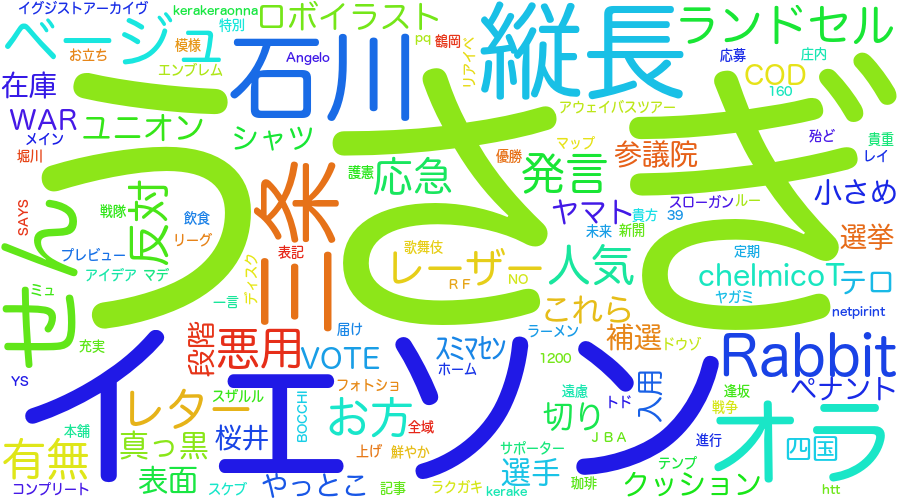 イグジストアーカイヴ
kerakeraonna
特別
ロボイラスト
縦長
ランドセル
ベージュ
お立ち
模様
エンブレム
石川
Angelo
pq
鶴岡
リアイベ
応募
庄内
COD
160
在庫
うさぎ
WAR
メイン
堀川
ユニオン
シャツ
アウェイバスツアー
マップ
殆ど
貴重
レイ
護憲
応急
優勝
発言
参議院
小さめ
SAYS
せん
戦隊
反対
飲食
リーグ
三条
ヤマト
スローガン
ルー
貴方
39
未来
新開
選挙
プレビュー
アイデア
マデ
表記
歌舞伎
レーザー
RF
NO
人気
定期
chelmicoT
テロ
ヤガミ
netpirint
ディスク
一言
ミュ
充実
YS
段階
悪用
届け
VOTE
スミマセン
ホーム
ラーメン
これら
1200
補選
ドウゾ
Rabbit
イエソン
スザルル
レター
フォトショ
お方
全域
BOCCHI
遠慮
トド
入用
逢坂
戦争
ペナント
オラ
本舗
有無
真っ黒
桜井
切り
JBA
進行
四国
コンプリート
表面
スケブ
やっとこ
上げ
鮮やか
記事
ラクガキ
サポーター
選手
kerake
珈琲
クッション
テンプ
htt